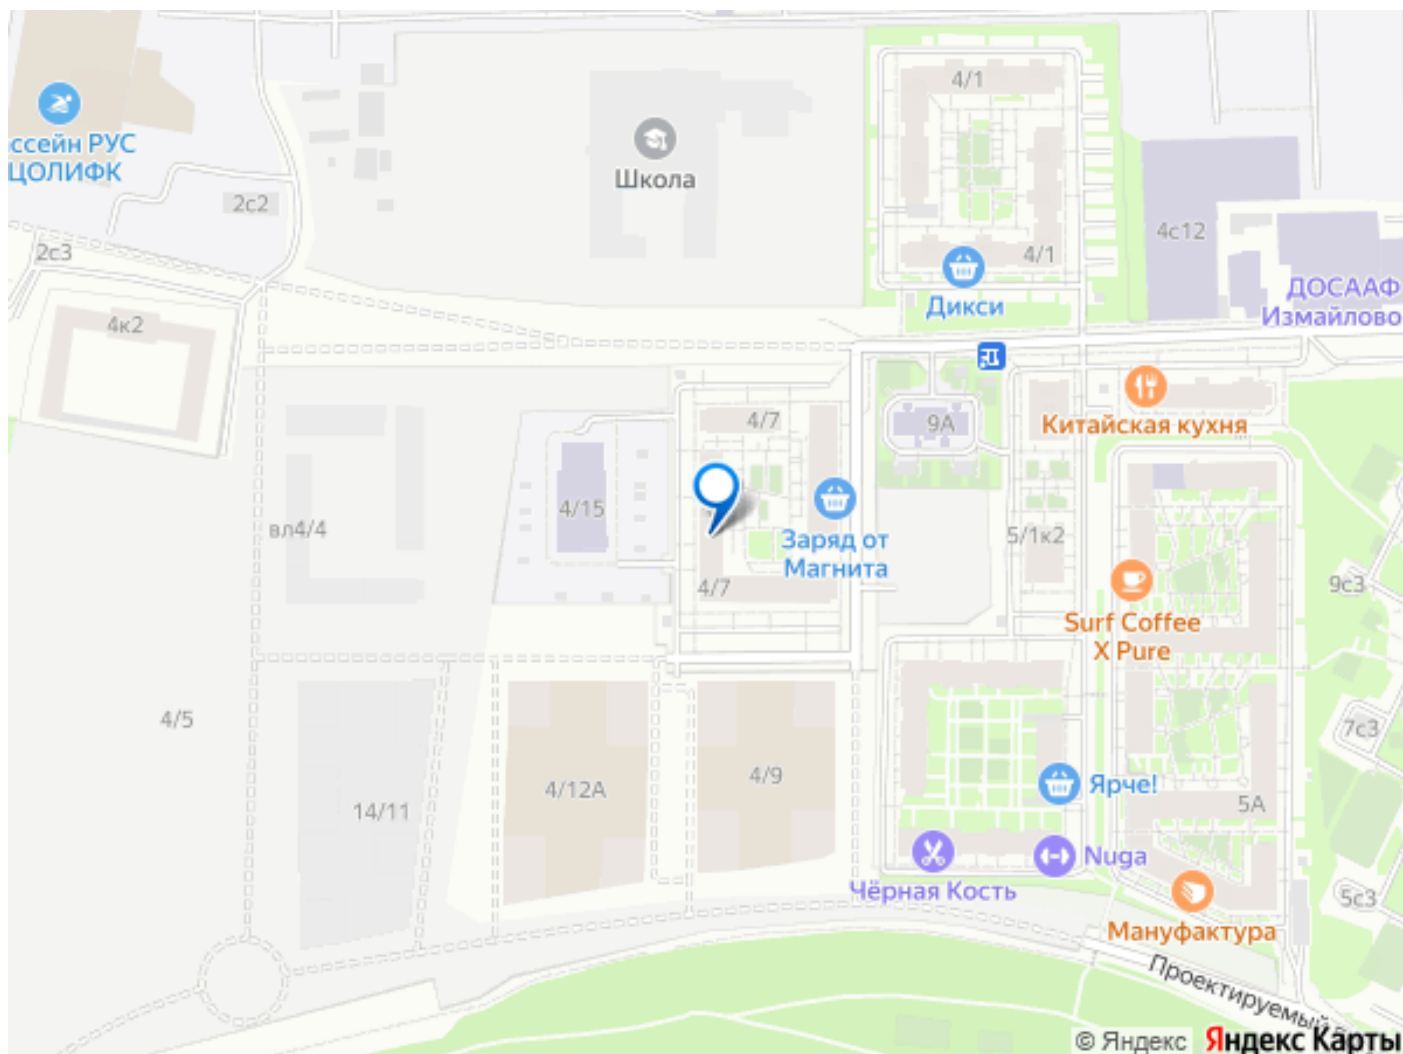 4/1
ссейн РУС
ЦОЛИФК
Школа
2с2
4с12
2с3
4/1
ДОСААФ
Измайлово
Дикси
4к2
4/7
9А
Китайская кухня
4/15
вл4/4
Заряд от
Магнита
5/1к2
4/7
9с3
Surf Coffee
X Pure
4/5
7с3
4/12А
4/9
Ярче!
14/11
5А
Nuga
Чёрная Кость
5с3
Мануфактура
Проектируемый
© Яндекс Яндекс Карты